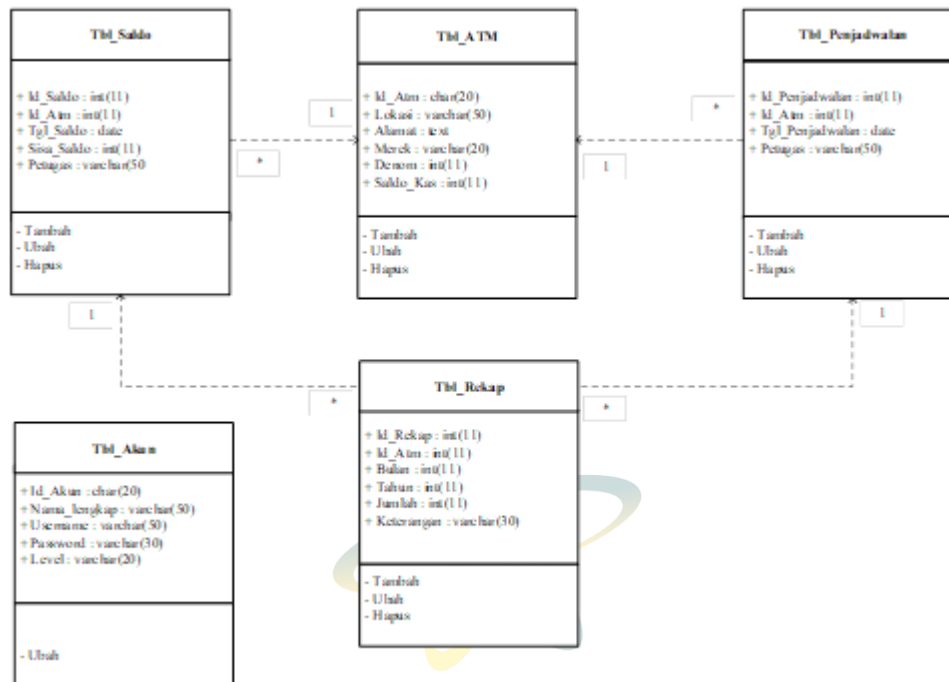 Tbl_Saldo
+ Id_Saldo : int(11)
+ Id_Atm : int(11)
+ Tgl_Saldo : date
+ Sisa_Saldo : int(11)
+ Petugas : varchar(50
- Tambah
- Ubah
- Hapus
1
*
Tbl_ATM
+ Id_Atm : char(20)
+ Lokasi : varchar(50)
+ Alamat : text
+ Merek : varchar(20)
+ Denom : int(11)
+ Saldo_Kas : int(11)
- Tambah
- Ubah
- Hapus
*
1
Tbl_Penjadwalan
+ Id_Penjadwalan : int(11)
+ Id_Atm : int(11)
+ Tgl_Penjadwalan : date
+ Petugas : varchar(50)
- Tambah
- Ubah
- Hapus
1
1
*
*
Tbl_Rekap
+ Id_Rekap : int(11)
+ Id_Atm : int(11)
+ Bulan : int(11)
+ Tahun : int(11)
+ Jumlah : int(11)
+ Keterangan : varchar(30)
- Tambah
- Ubah
- Hapus
Tbl_Akun
+ Id_Akun : char(20)
+ Nama_lengkap : varchar(50)
+ Username : varchar(50)
+ Password : varchar(30)
+ Level : varchar(20)
- Ubah